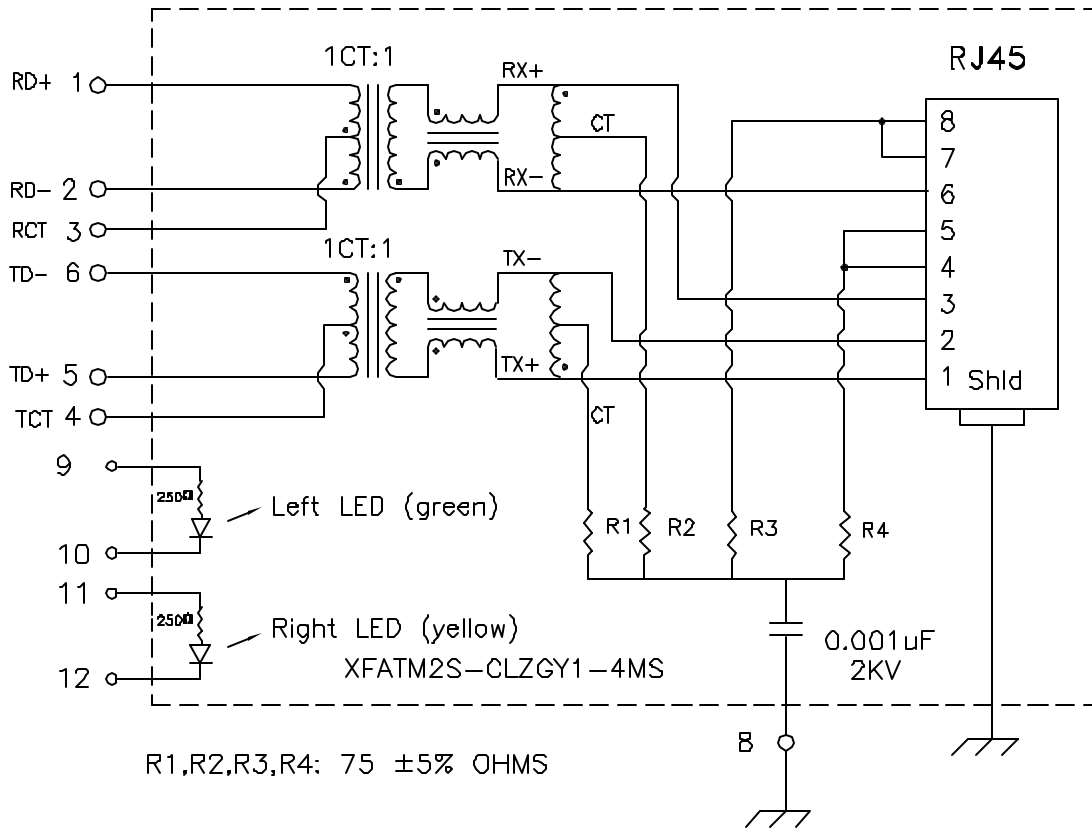 1CT:1
RJ45
RD+ 1
RX+
CT
8
7
RD- 2
RX-
6
RCT 3
5
1CT:1
TX-
TD- 6
4
3
2
TX+
TD+ 5
1 Shld
TCT 4
CT
9
250Ω
Left LED (green)
R1 R2 R3 R4
10
11
250Ω
Right LED (yellow)
0.001uF
2KV
12
XFATM2S-CLZGY1-4MS
8
R1,R2,R3,R4: 75 ±5% OHMS